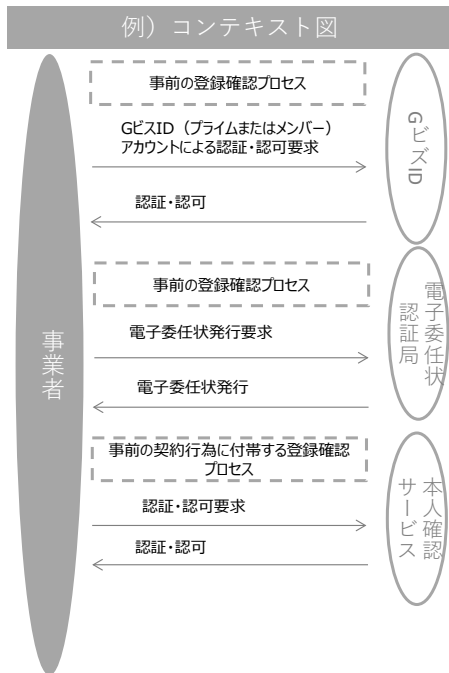 例）コンテキスト図
事業者
事前の登録確認プロセス
GビスID（プライムまたはメンバー）
アカウントによる認証・認可要求
認証・認可
GビズID
事前の登録確認プロセス
電子委任状発行要求
電子委任状発行
電子委任状
認証局
事前の契約行為に付帯する登録確認
プロセス
認証・認可要求
認証・認可
本人確認
サービス